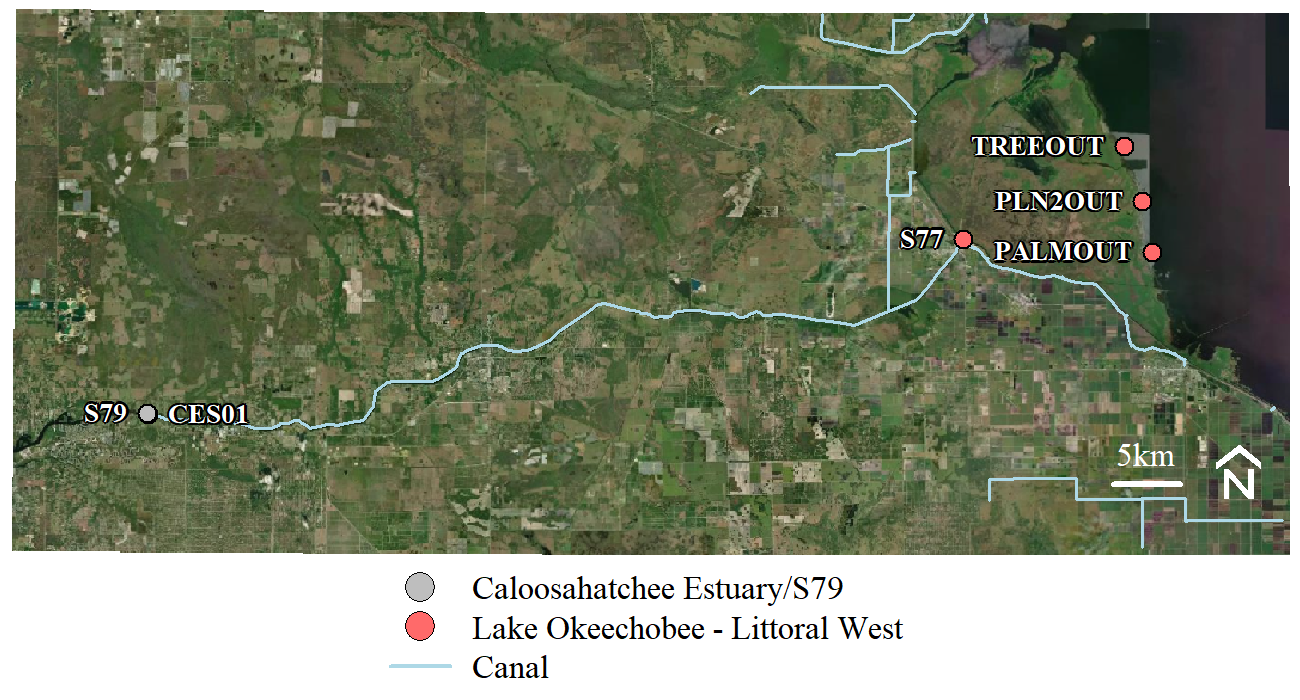 TREEOUT
PLN2OUT
S77
PALMOUT
S79
CES01
5km
N
Caloosahatchee Estuary/S79
Lake Okeechobee - Littoral West
Canal